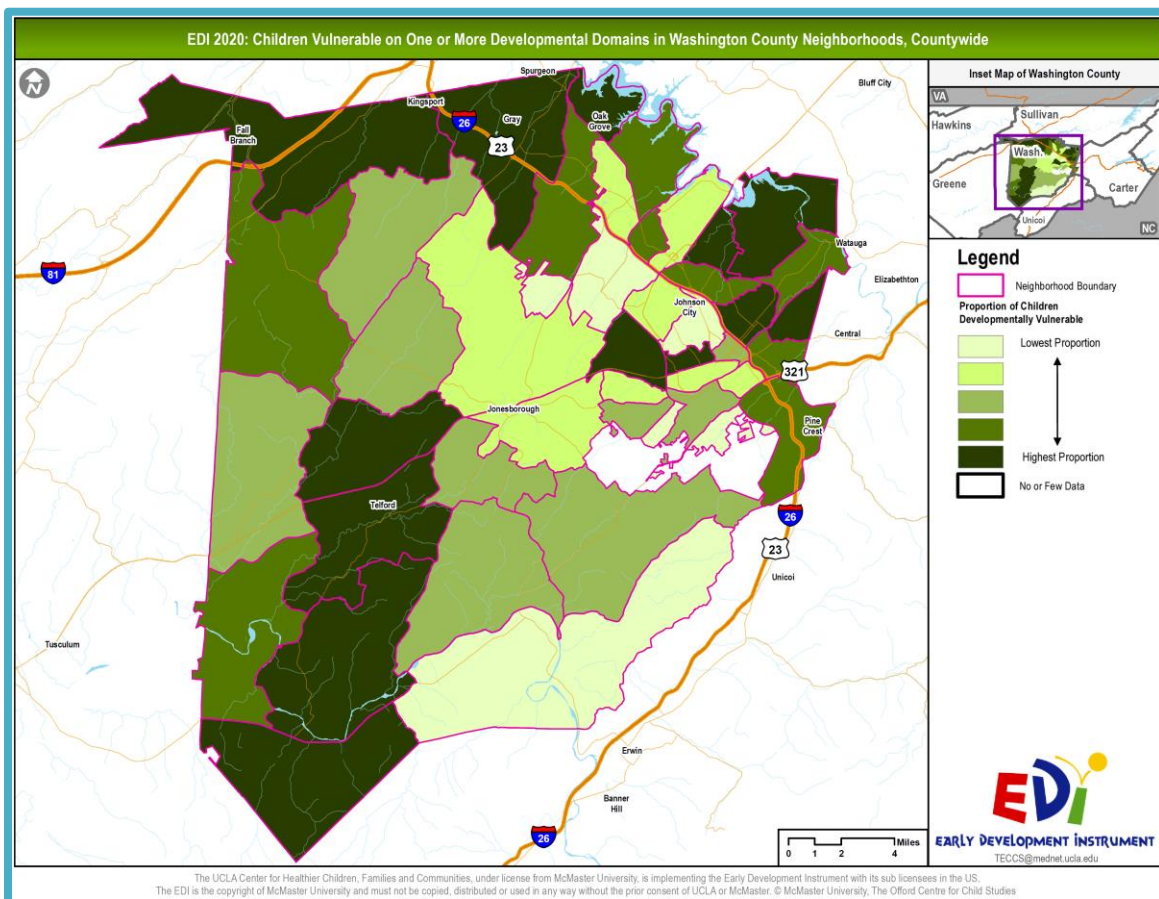 EDI 2020: Children Vulnerable on One or More Developmental Domains in Washington County Neighborhoods, Countywide
N
Spurgeon
Bluff City
Kingsport
Gray
Oak
Grove
26
23
Fall
Branch
81
Watauga
Elizabethton
Johnson
City
Central
321
Jonesborough
Pine
Crest
Telford
26
23
Unicoi
Tusculum
Erwin
Banner
Hill
26
Miles
0 1 2 4
Inset Map of Washington County
VA
Sullivan
Hawkins
Wash.
Greene
Carter
Unicoi
NC
Legend
Neighborhood Boundary
Proportion of Children
Developmentally Vulnerable
Lowest Proportion
Highest Proportion
No or Few Data
EDI
EARLY DEVELOPMENT INSTRUMENT
TECCS@mednet.ucla.edu
The UCLA Center for Healthier Children, Families and Communities, under license from McMaster University, is implementing the Early Development Instrument with its sub licensees in the US.
The EDI is the copyright of McMaster University and must not be copied, distributed or used in any way without the prior consent of UCLA or McMaster. © McMaster University, The Offord Centre for Child Studies